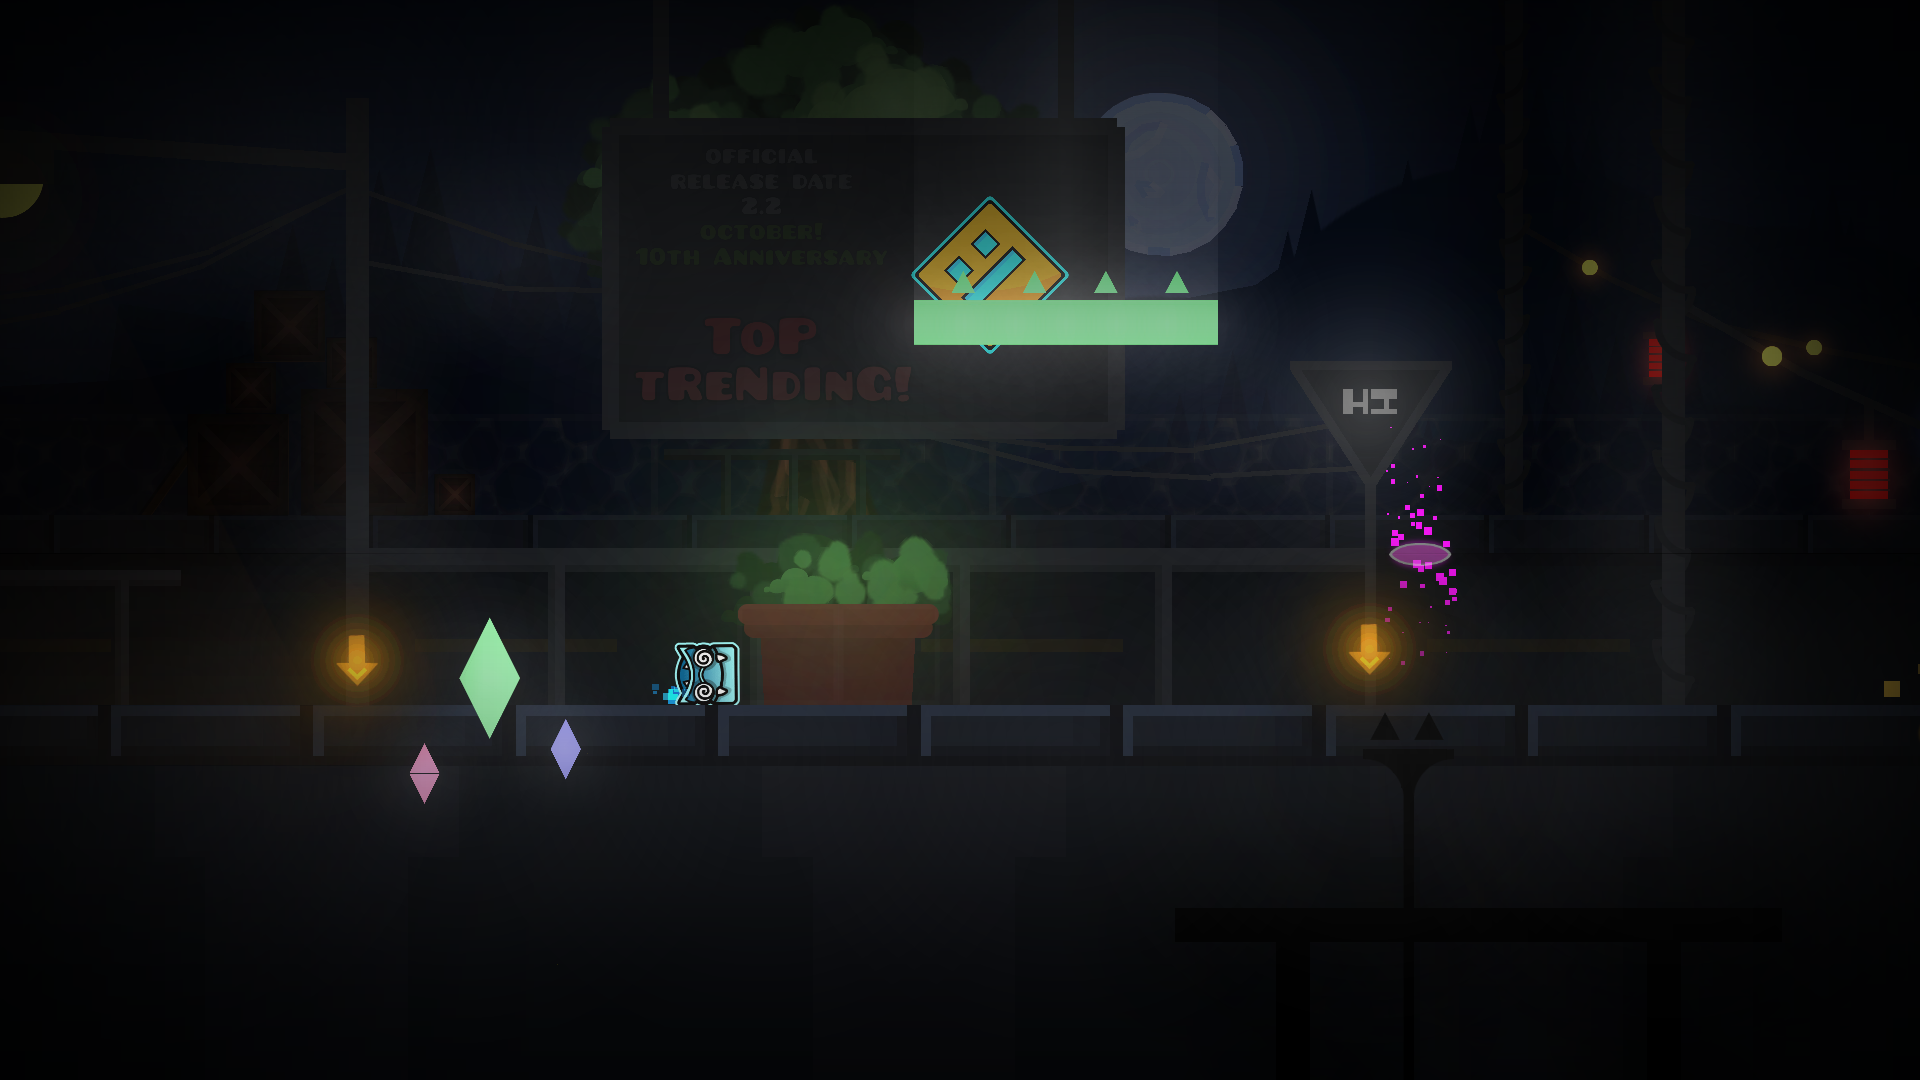 OFFICIAL
RELEASE DATE
2.2
OCTOBER!
10TH ANNIVERSARY
TOP
TRENDING!
HI